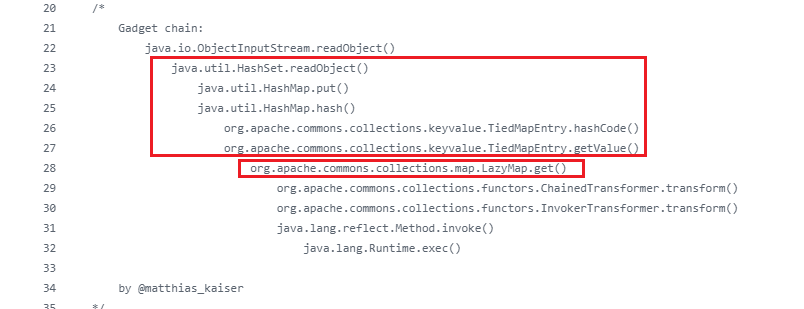 20 /*
21 Gadget chain:
22 java.io.ObjectInputStream.readObject()
23 java.util.HashSet.readObject()
24 java.util.HashMap.put()
25 java.util.HashMap.hash()
26 org.apache.commons.collections.keyvalue.TiedMapEntry.hashCode()
27 org.apache.commons.collections.keyvalue.TiedMapEntry.getValue()
28 org.apache.commons.collections.map.LazyMap.get()
29 org.apache.commons.collections.functors.ChainedTransformer.transform()
30 org.apache.commons.collections.functors.InvokerTransformer.transform()
31 java.lang.reflect.Method.invoke()
32 java.lang.Runtime.exec()
33
34 by @matthias_kaiser
35 */